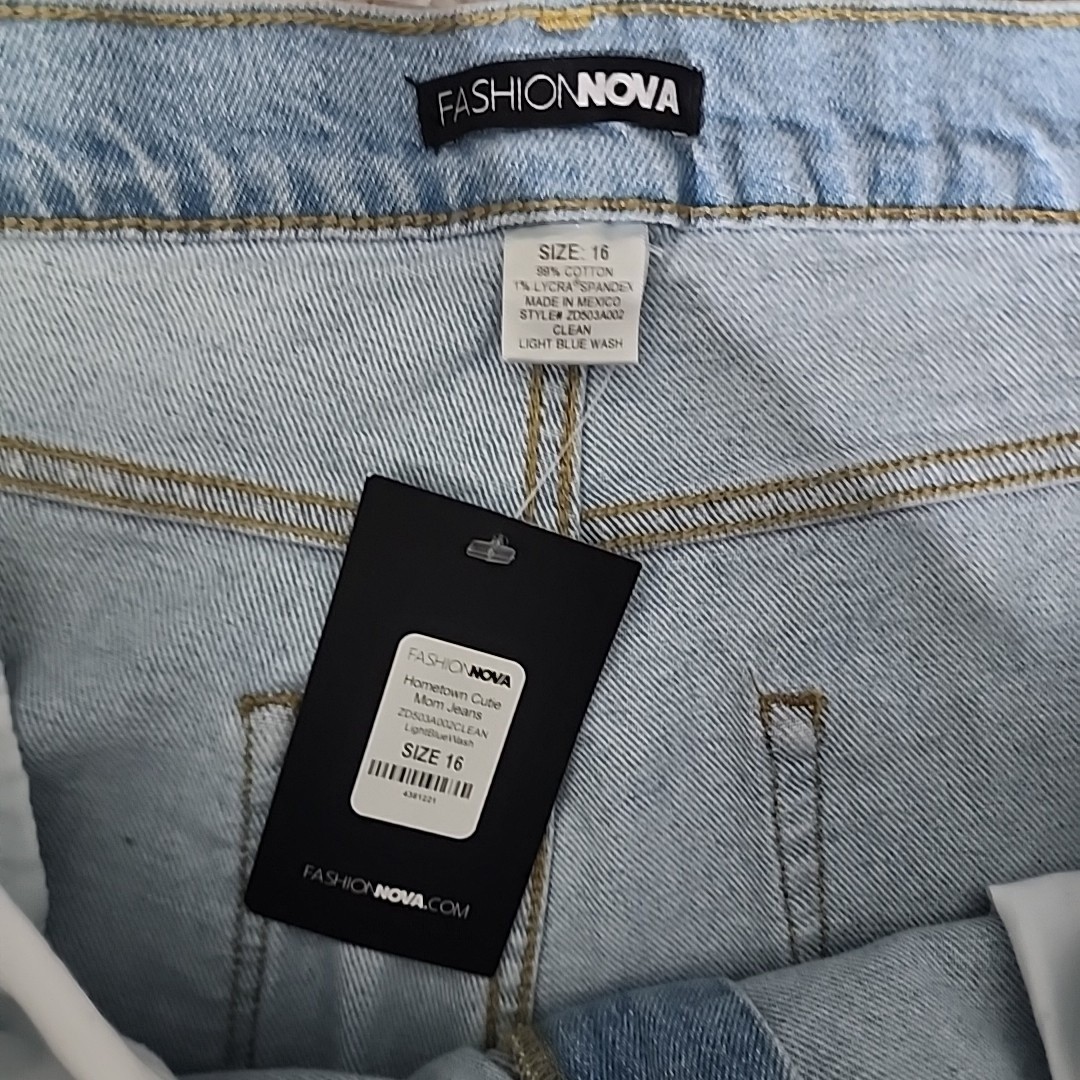 FASHIONNOVA
SIZE: 16
99% COTTON
1% LYCRA® SPANDEX
MADE IN MEXICO
STYLE# ZD503A002
CLEAN
LIGHT BLUE WASH
FASHIONNOVA
Hometown Cutie
Mom Jeans
ZD503A002CLEAN
LightBlueWash
SIZE 16
4381221
FASHIONNOVA.COM